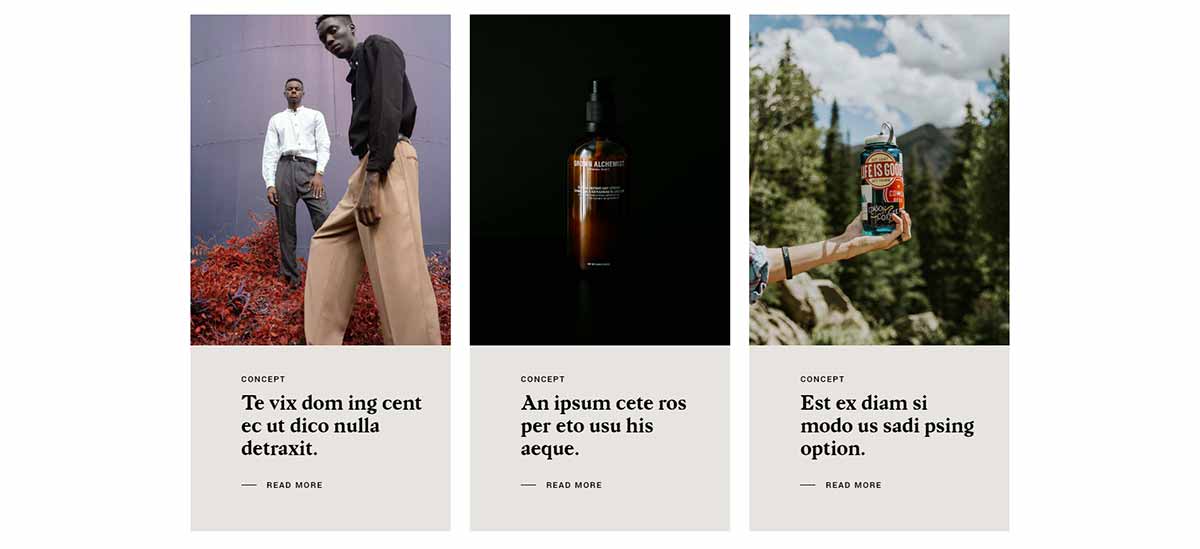 GROWN ALCHEMIST
LIFE IS GOOD
CONCEPT
Te vix dom ing cent
ec ut dico nulla
detraxit.
READ MORE
CONCEPT
An ipsum cete ros
per eto usu his
aeque.
READ MORE
CONCEPT
Est ex diam si
modo us sadi psing
option.
READ MORE